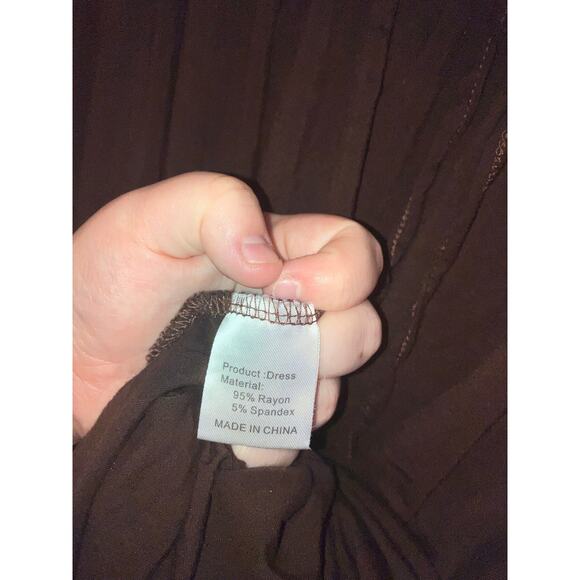 Product :Dress
Material:
95% Rayon
5% Spandex
MADE IN CHINA